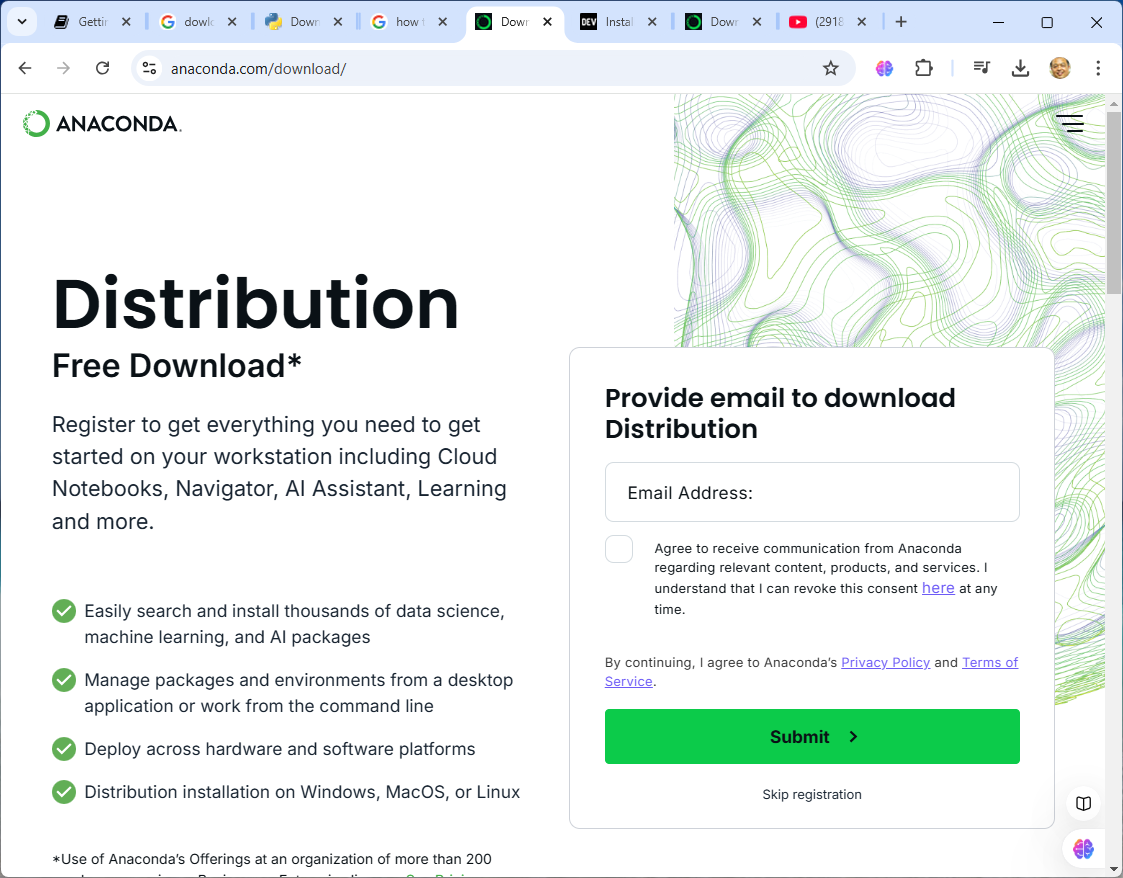 Gettin
dowlo
Down
how t
Down
DEV
Instal
Down
(2918
anaconda.com/download/
ANACONDA.
Distribution
Free Download*
Register to get everything you need to get
started on your workstation including Cloud
Notebooks, Navigator, AI Assistant, Learning
and more.
Easily search and install thousands of data science,
machine learning, and AI packages
Manage packages and environments from a desktop
application or work from the command line
Deploy across hardware and software platforms
Distribution installation on Windows, MacOS, or Linux
*Use of Anaconda's Offerings at an organization of more than 200
Provide email to download
Distribution
Email Address:
Agree to receive communication from Anaconda
regarding relevant content, products, and services. I
understand that I can revoke this consent here at any
time.
By continuing, I agree to Anaconda's Privacy Policy and Terms of
Service.
Submit
Skip registration